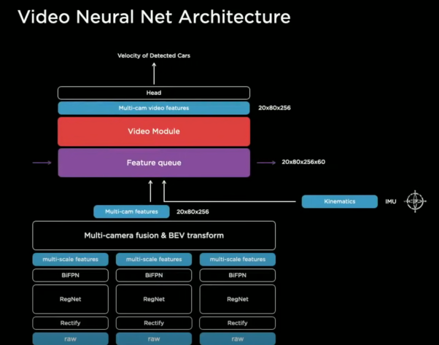 Video Neural Net Architecture
Velocity of Detected Cars
Head
Multi-cam video features
20x80x256
Video Module
Feature queue
20x80x256x60
Multi-cam features
20x80x256
Kinematics
IMU
Multi-camera fusion & BEV transform
multi-scale features
multi-scale features
multi-scale features
BiFPN
BiFPN
BiFPN
RegNet
RegNet
RegNet
Rectify
Rectify
Rectify
raw
raw
raw